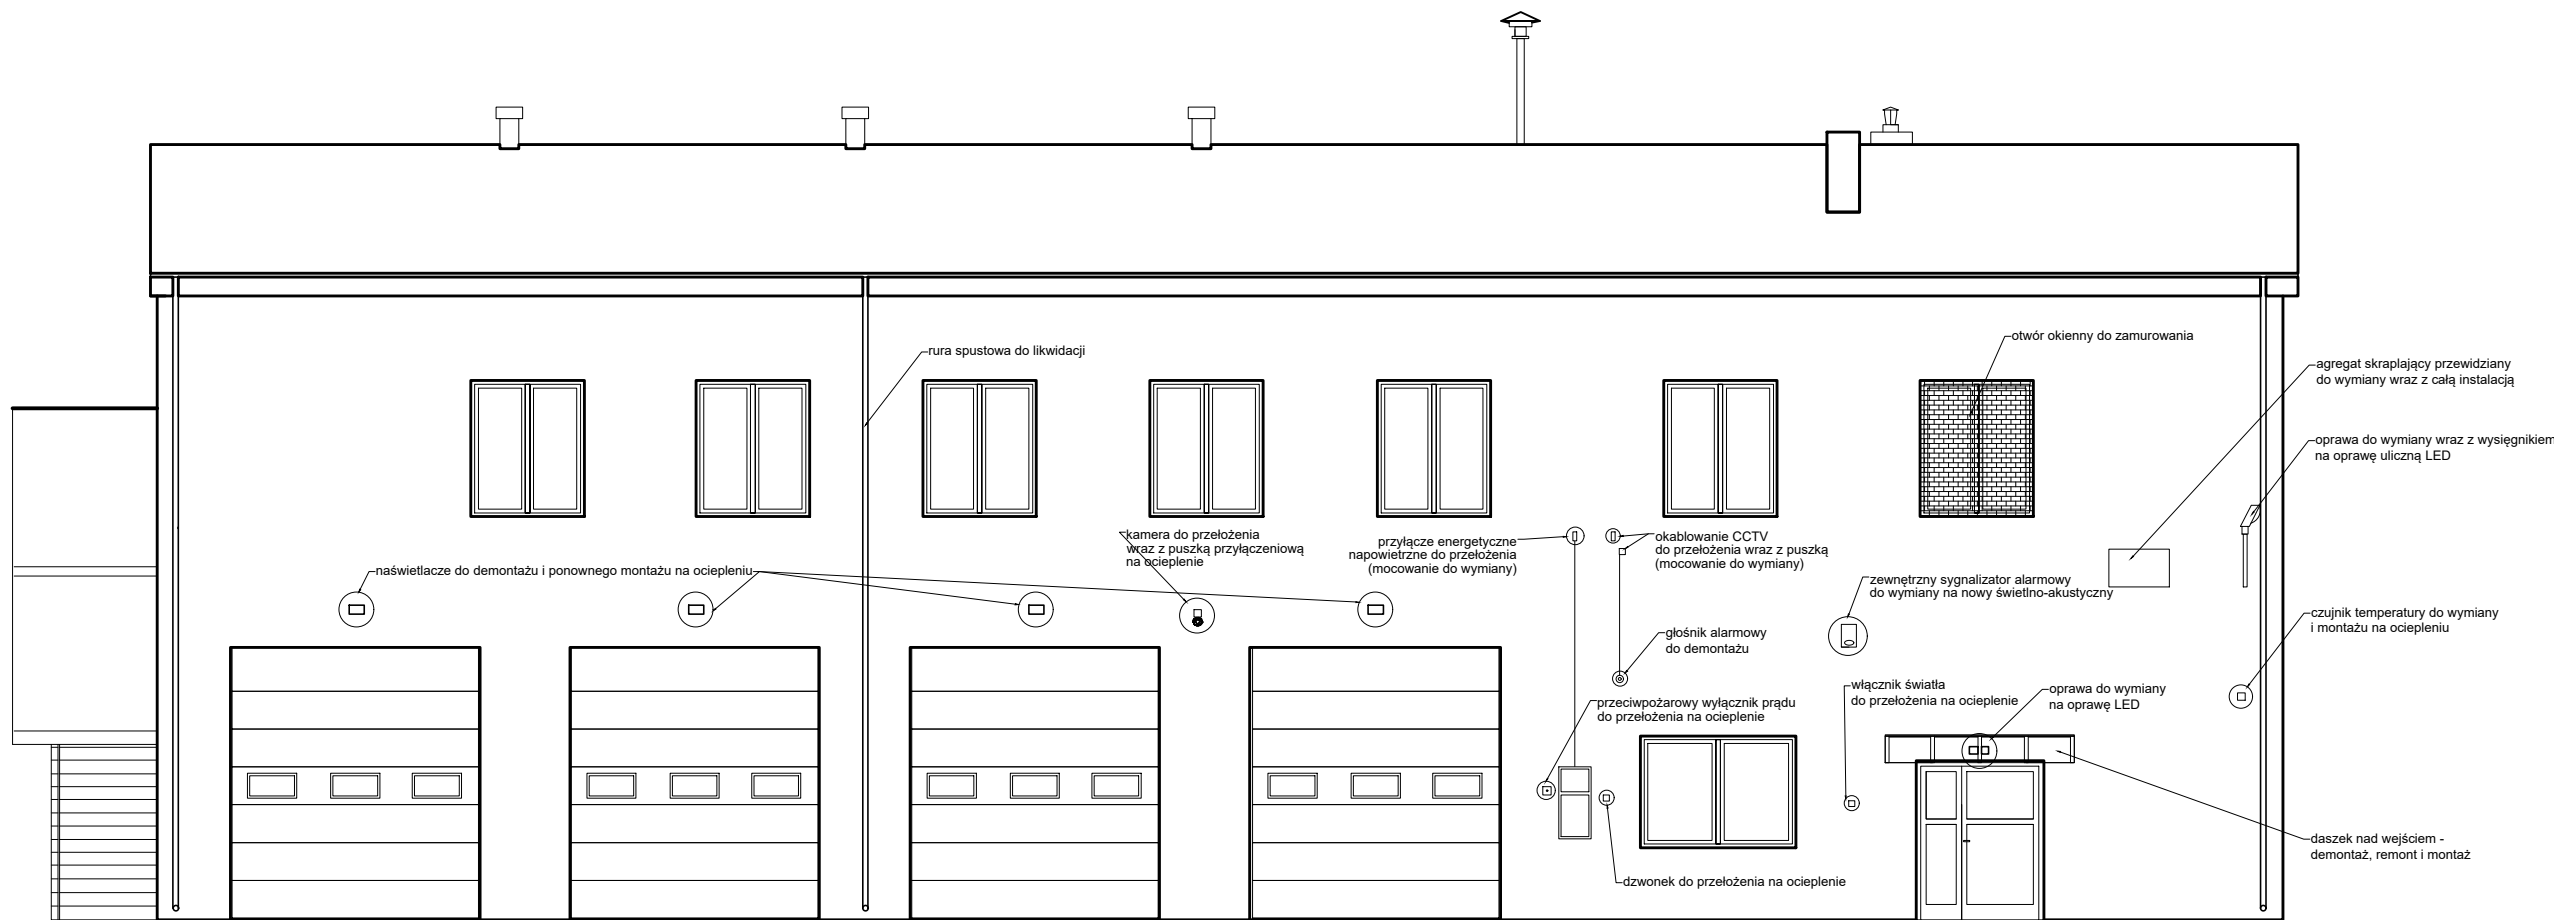 otwór okienny do zamurowania
rura spustowa do likwidacji
agregat skraplający przewidziany
do wymiany wraz z całą instalacją
oprawa do wymiany wraz z wysięgnikiem
na oprawę uliczną LED
kamera do przełożenia
wraz z puszką przyłączeniową
na ocieplenie
przyłącze energetyczne
napowietrzne do przełożenia
(mocowanie do wymiany)
okablowanie CCTV
do przełożenia wraz z puszką
(mocowanie do wymiany)
naświetlacze do demontażu i ponownego montażu na ociepleniu
zewnętrzny sygnalizator alarmowy
do wymiany na nowy świetlno-akustyczny
czujnik temperatury do wymiany
i montażu na ociepleniu
głośnik alarmowy
do demontażu
włącznik światła
do przełożenia na ocieplenie
oprawa do wymiany
na oprawę LED
przeciwpożarowy wyłącznik prądu
do przełożenia na ocieplenie
daszek nad wejściem -
demontaż, remont i montaż
dzwonek do przełożenia na ocieplenie